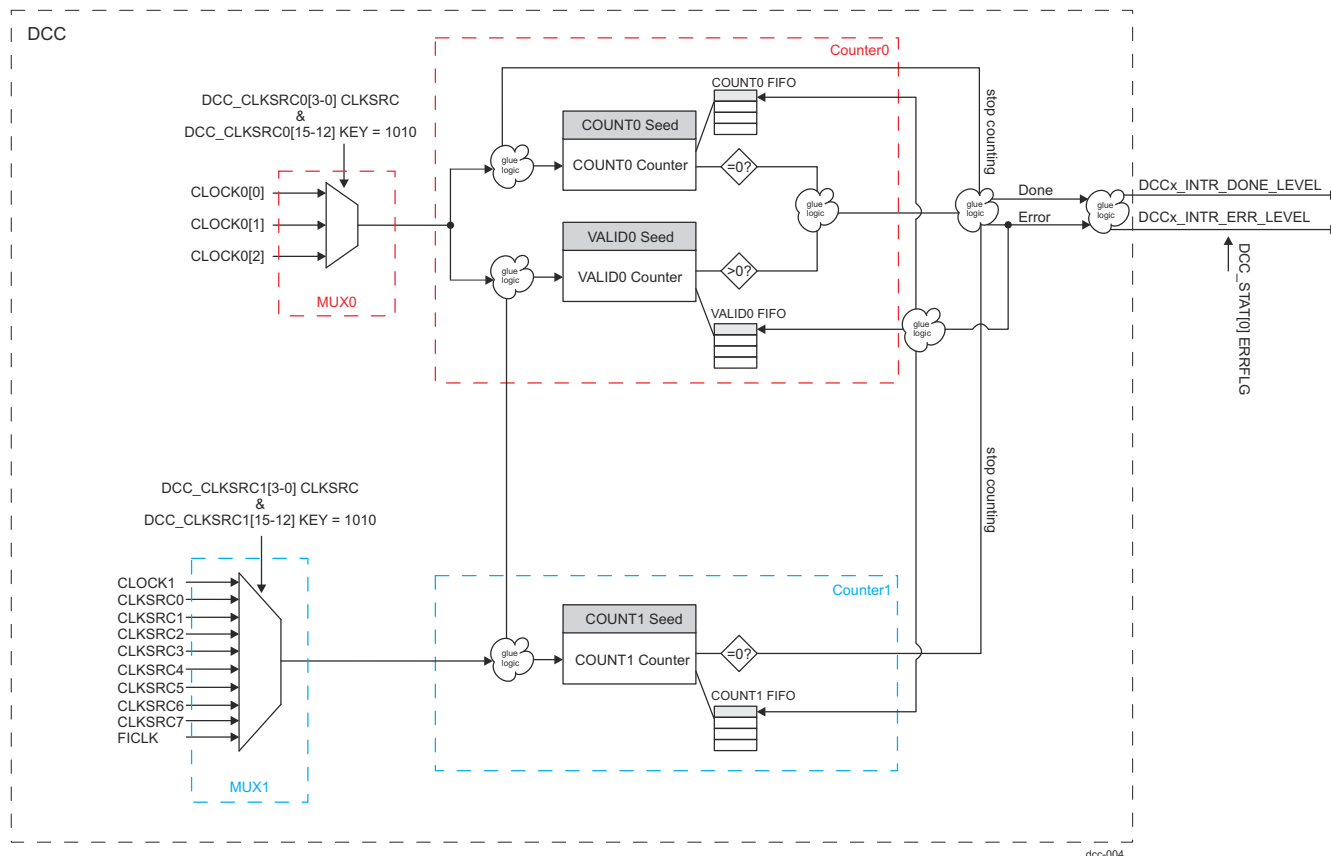 DCC
Counter0
DCC_CLKSRC0[3-0] CLKSRC
&
DCC_CLKSRC0[15-12] KEY = 1010
CLOCK0[0]
CLOCK0[1]
CLOCK0[2]
MUX0
COUNT0 FIFO
COUNT0 Seed
COUNT0 Counter
glue
logic
=0?
glue
logic
VALID0 Seed
VALID0 Counter
glue
logic
>0?
VALID0 FIFO
stop counting
glue
logic
Done
Error
glue
logic
glue
logic
DCCx_INTR_DONE_LEVEL
DCCx_INTR_ERR_LEVEL
DCC_STAT[0] ERRFLG
stop counting
DCC_CLKSRC1[3-0] CLKSRC
&
DCC_CLKSRC1[15-12] KEY = 1010
CLOCK1
CLKSRC0
CLKSRC1
CLKSRC2
CLKSRC3
CLKSRC4
CLKSRC5
CLKSRC6
CLKSRC7
FICLK
MUX1
Counter1
glue
logic
COUNT1 Seed
COUNT1 Counter
=0?
COUNT1 FIFO
dcc-004